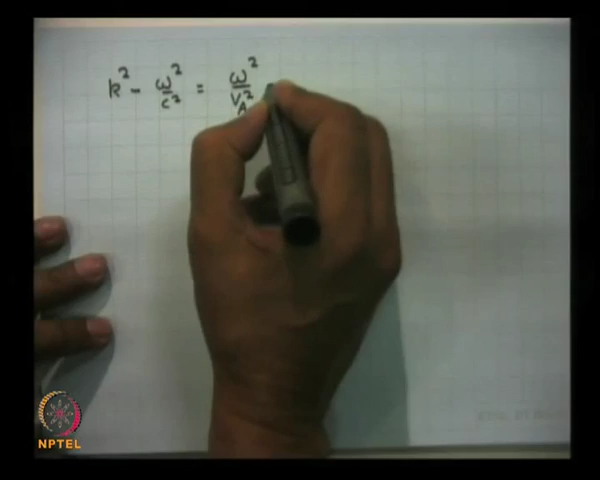 k² - ω²/c² = ω²/V_A²
NPTEL